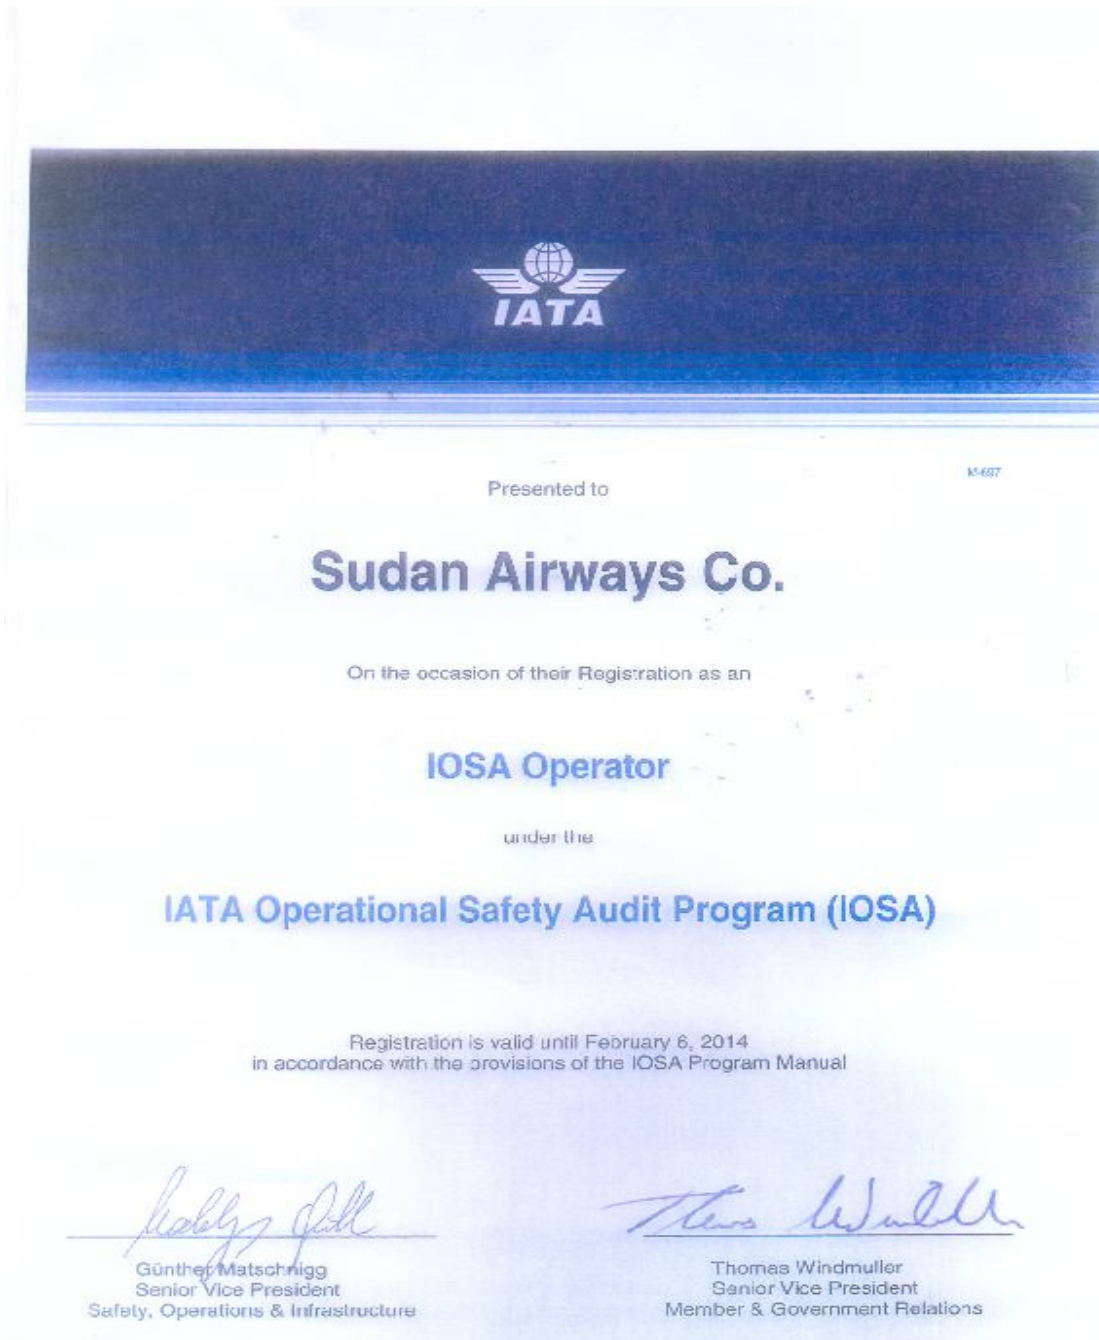 IATA
M-697
Presented to
Sudan Airways Co.
On the occasion of their Registration as an
IOSA Operator
under the
IATA Operational Safety Audit Program (IOSA)
Registration is valid until February 6, 2014
in accordance with the provisions of the IOSA Program Manual
Günther Matschnigg
Senior Vice President
Safety, Operations & Infrastructure
Thomas Windmuller
Senior Vice President
Member & Government Relations